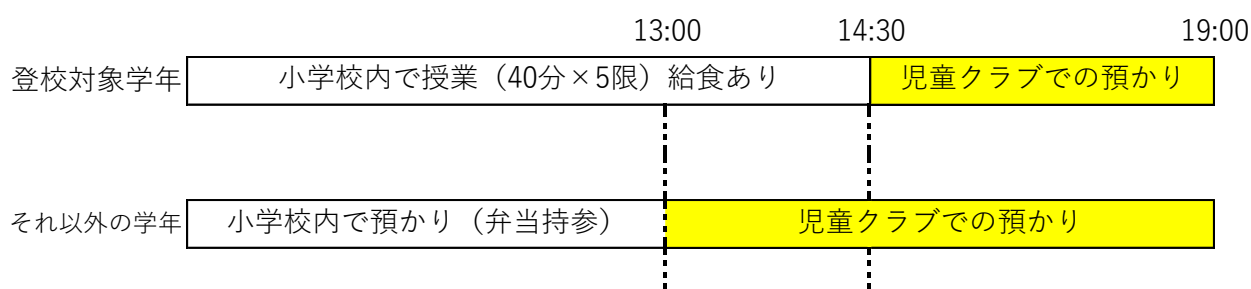 13:00 14:30 19:00
登校対象学年 小学校内で授業（40分×5限）給食あり 児童クラブでの預かり
それ以外の学年 小学校内で預かり（弁当持参） 児童クラブでの預かり